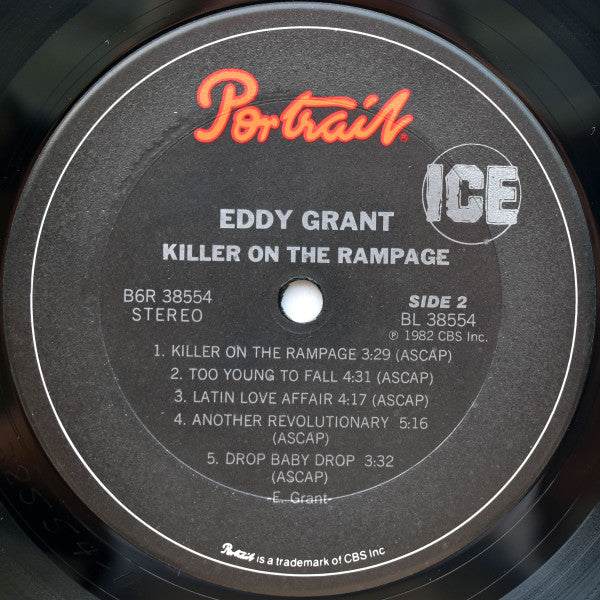 Portrait
ICE
EDDY GRANT
KILLER ON THE RAMPAGE
B6R 38554
STEREO
SIDE 2
BL 38554
℗ 1982 CBS Inc.
1. KILLER ON THE RAMPAGE 3:29 (ASCAP)
2. TOO YOUNG TO FALL 4:31 (ASCAP)
3. LATIN LOVE AFFAIR 4:17 (ASCAP)
4. ANOTHER REVOLUTIONARY 5:16
(ASCAP)
5. DROP BABY DROP 3:32
(ASCAP)
-E. Grant-
Portrait is a trademark of CBS Inc